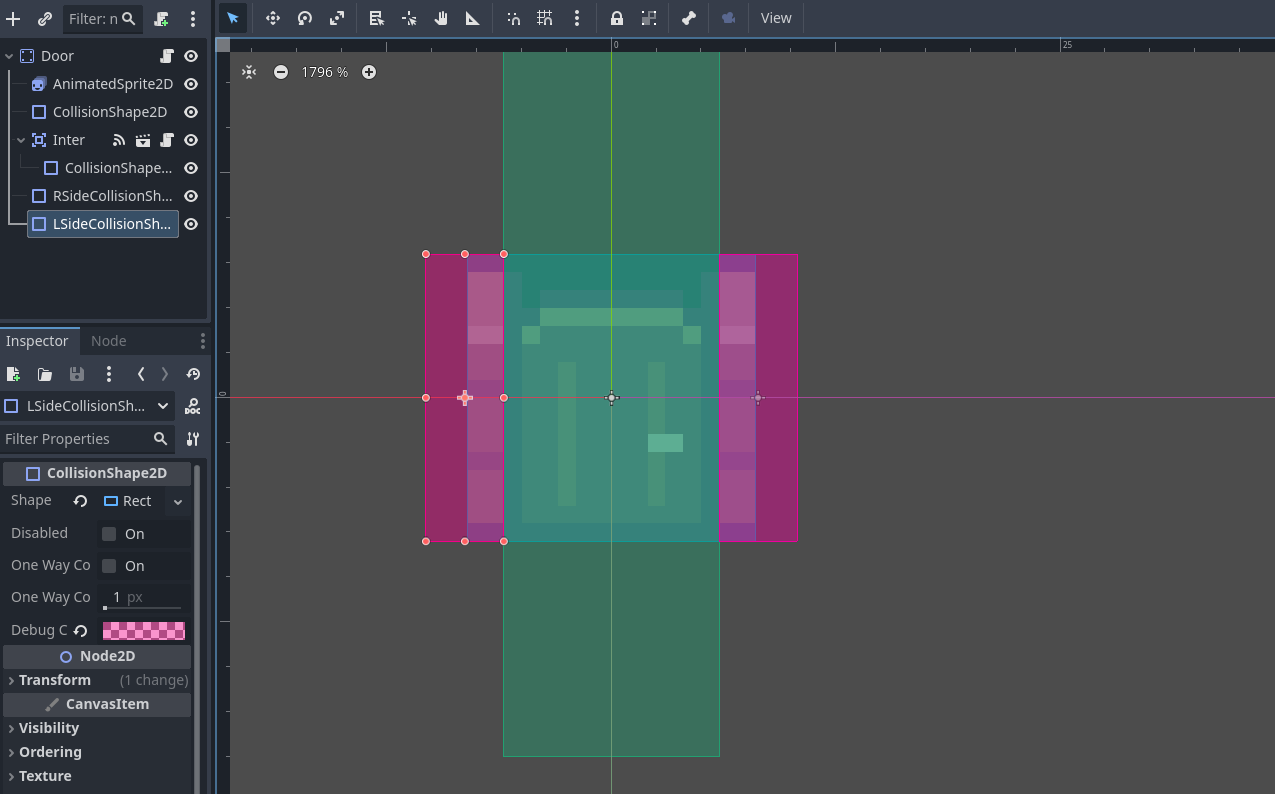 Filter: n
View
Door
AnimatedSprite2D
CollisionShape2D
Inter
CollisionShape...
RSideCollisionSh...
LSideCollisionSh...
0
25
1796 %
0
Inspector
Node
LSideCollisionSh...
DOC
Filter Properties
CollisionShape2D
Shape
Rect
Disabled
On
One Way Co
On
One Way Co
1 px
Debug C
Node2D
Transform (1 change)
CanvasItem
Visibility
Ordering
Texture